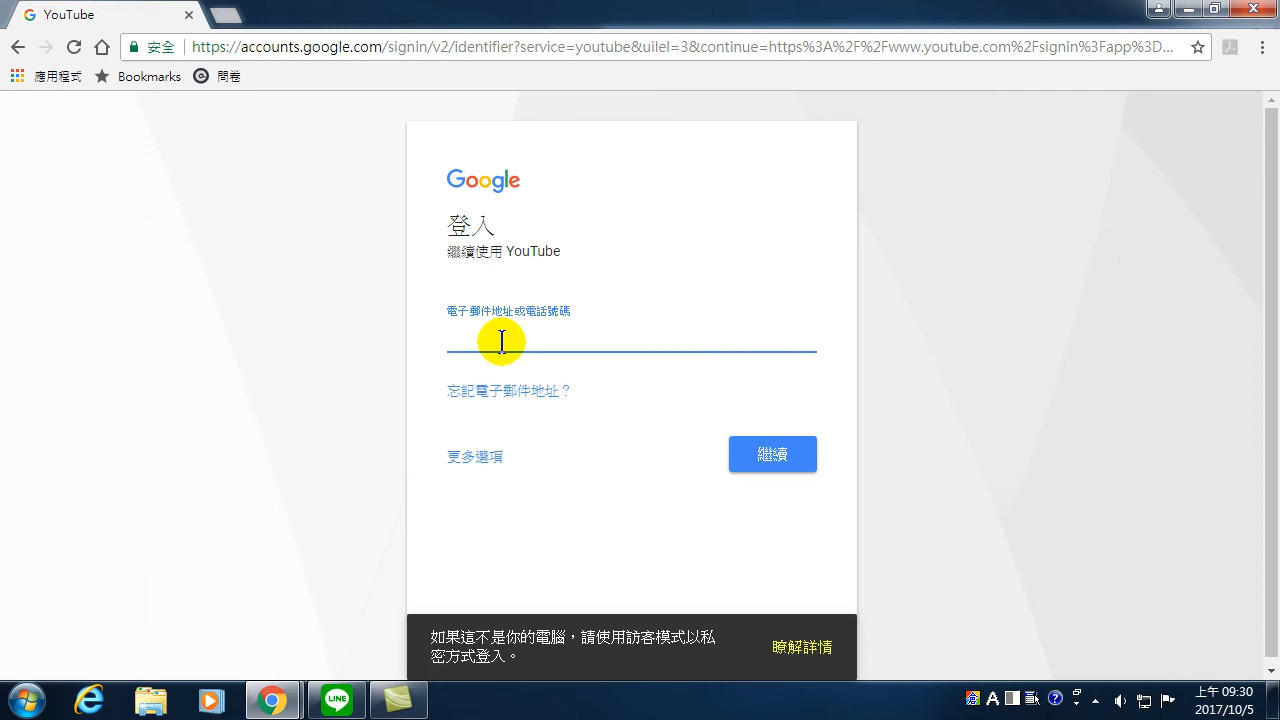 YouTube
安全 https://accounts.google.com/signin/v2/identifier?service=youtube&uilel=3&continue=https%3A%2F%2Fwww.youtube.com%2Fsignin%3Fapp%3D...
應用程式 Bookmarks 問卷
Google
登入
繼續使用 YouTube
電子郵件地址或電話號碼
忘記電子郵件地址？
更多選項 繼續
如果這不是你的電腦，請使用訪客模式以私
密方式登入。
瞭解詳情
LINE
A
上午 09:30
2017/10/5